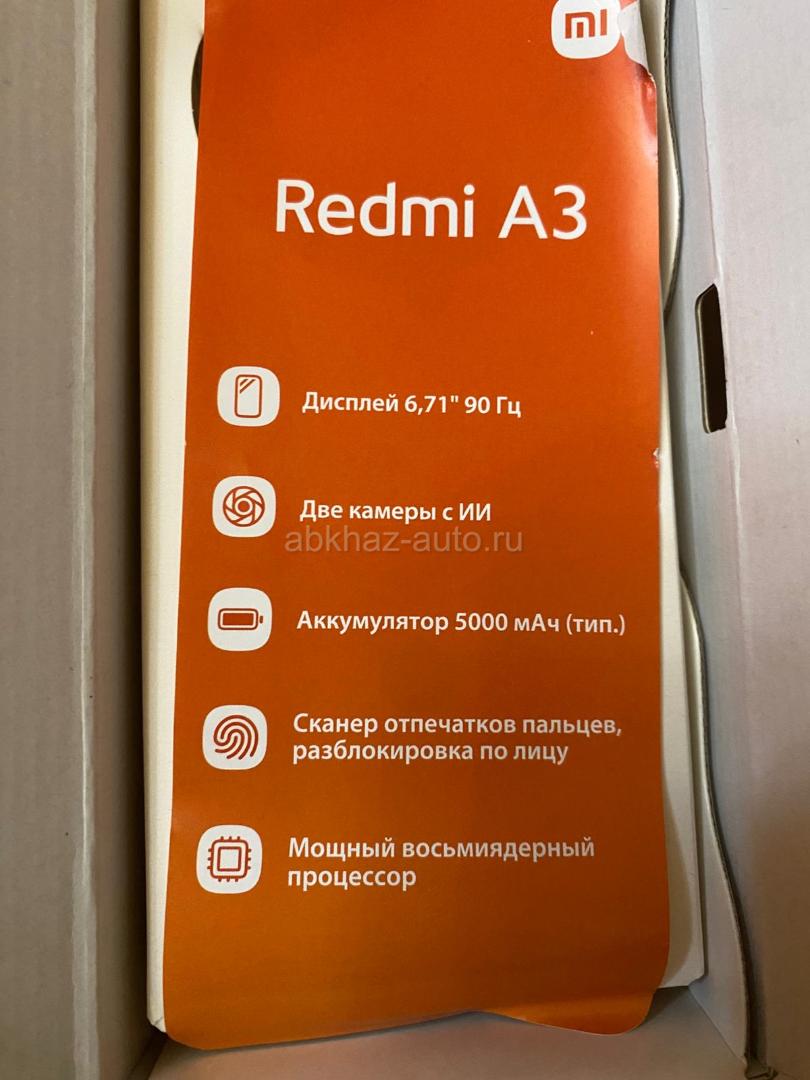 mi
Redmi A3
Дисплей 6,71" 90 Гц
Две камеры с ИИ
abkhaz-auto.ru
Аккумулятор 5000 мАч (тип.)
Сканер отпечатков пальцев,
разблокировка по лицу
Мощный восьмиядерный
процессор